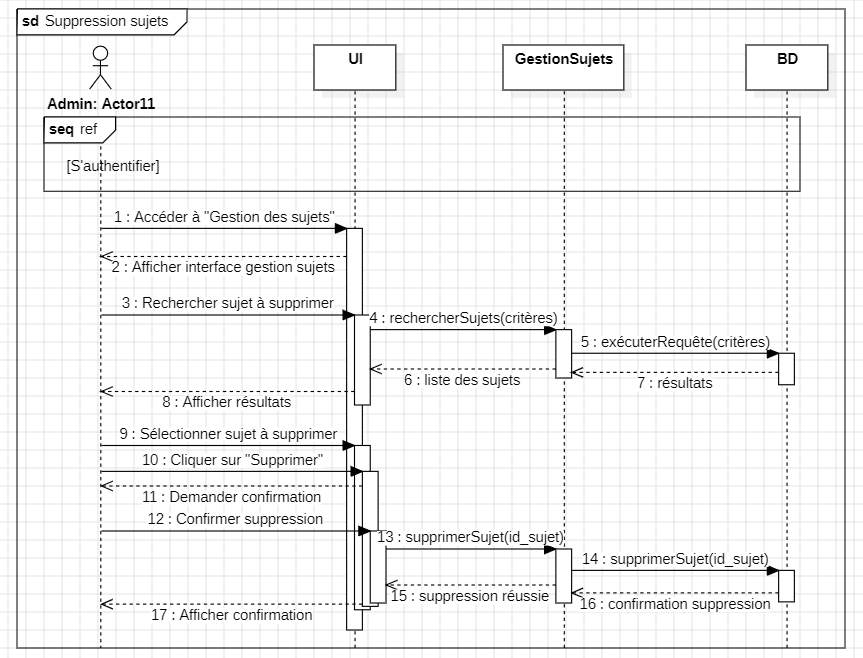 sd Suppression sujets
UI
GestionSujets
BD
Admin: Actor11
seq ref
[S'authentifier]
1 : Accéder à "Gestion des sujets"
2 : Afficher interface gestion sujets
3 : Rechercher sujet à supprimer
4 : rechercherSujets(critères)
5 : exécuterRequête(critères)
6 : liste des sujets
7 : résultats
8 : Afficher résultats
9 : Sélectionner sujet à supprimer
10 : Cliquer sur "Supprimer"
11 : Demander confirmation
12 : Confirmer suppression
13 : supprimerSujet(id_sujet)
14 : supprimerSujet(id_sujet)
15 : suppression réussie
16 : confirmation suppression
17 : Afficher confirmation